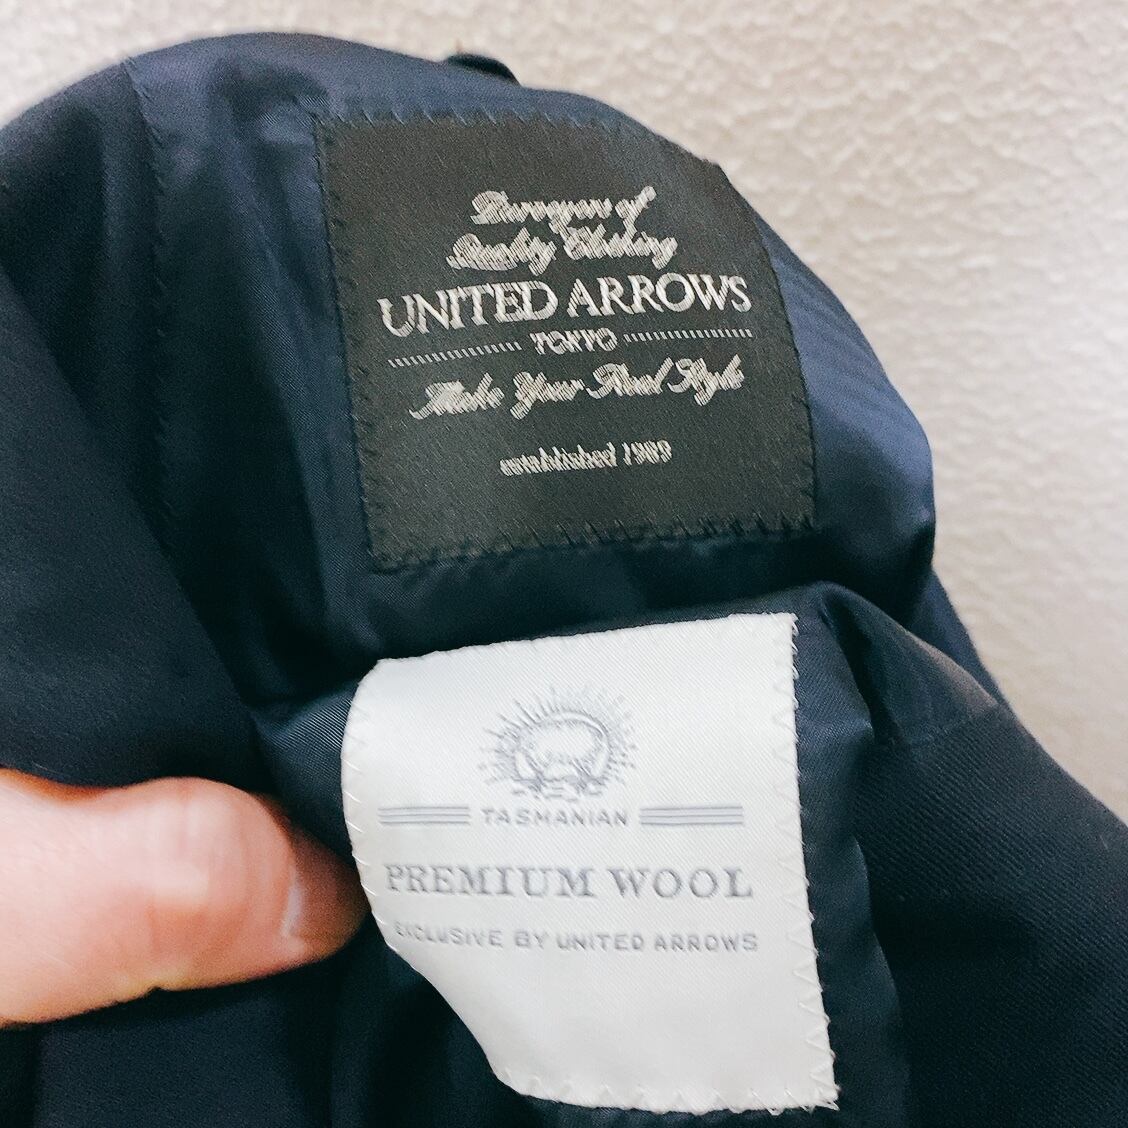 Purveyor of
Quality Clothing
UNITED ARROWS
TOKYO
Make Your Real Style
established 1989
TASMANIAN
PREMIUM WOOL
EXCLUSIVE BY UNITED ARROWS